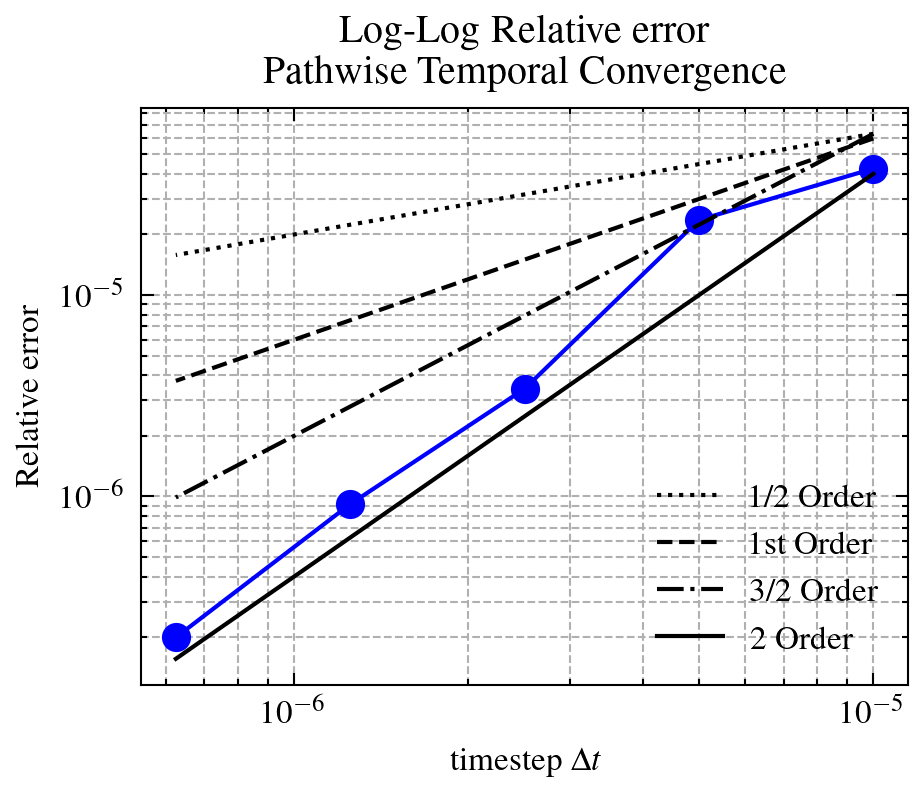 Log-Log Relative error
Pathwise Temporal Convergence
Relative error
10⁻⁵
10⁻⁶
1/2 Order
1st Order
3/2 Order
2 Order
10⁻⁶
10⁻⁵
timestep Δt